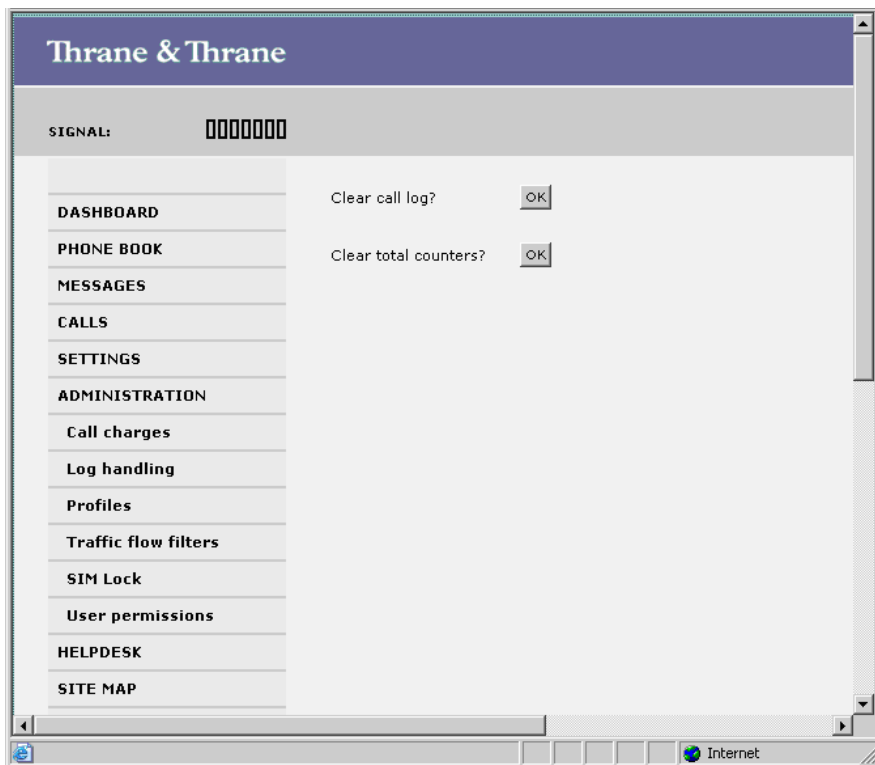 Thrane & Thrane
SIGNAL:
Clear call log? OK
Clear total counters? OK
DASHBOARD
PHONE BOOK
MESSAGES
CALLS
SETTINGS
ADMINISTRATION
Call charges
Log handling
Profiles
Traffic flow filters
SIM Lock
User permissions
HELPDESK
SITE MAP
Internet